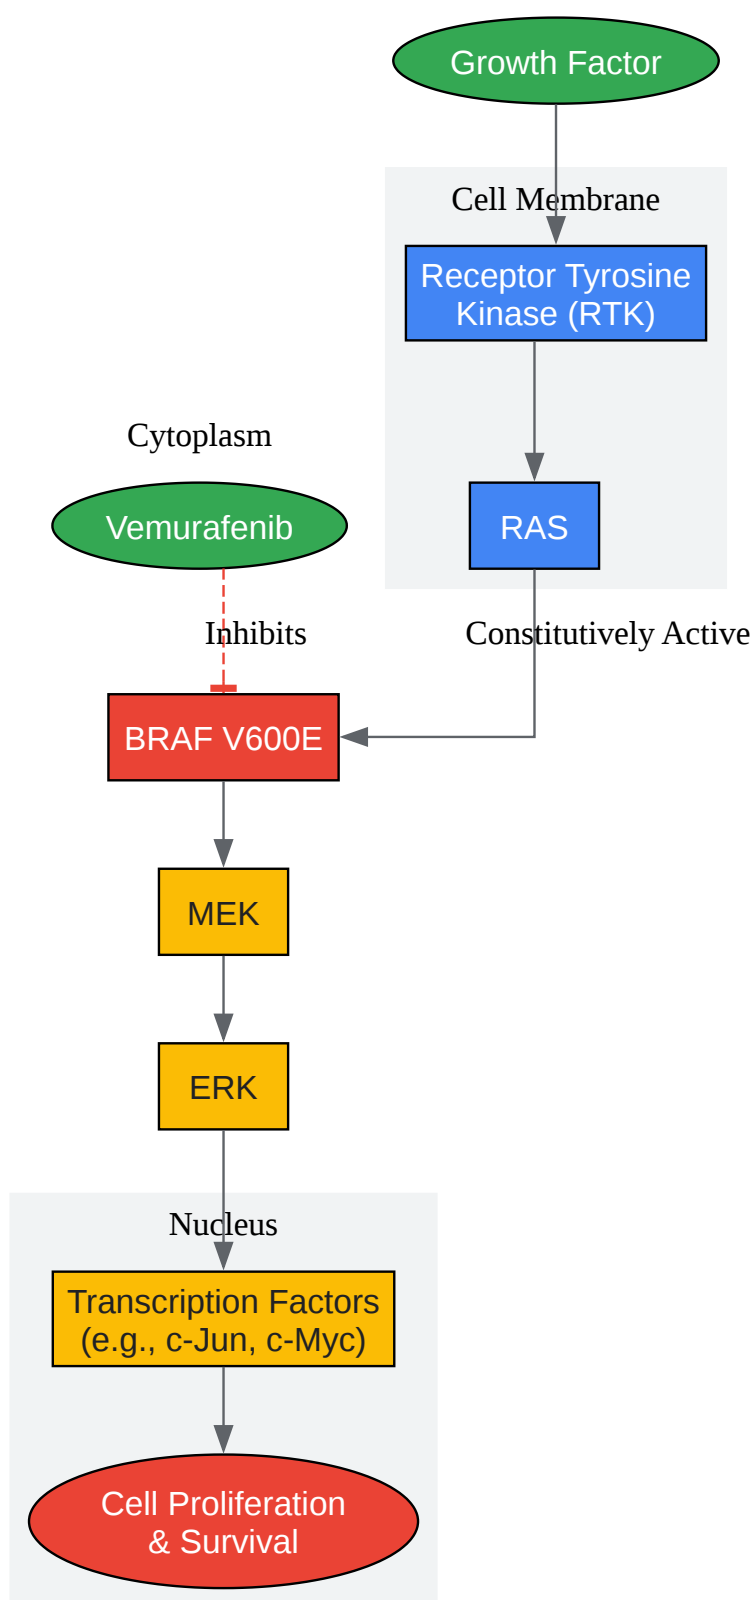 Growth Factor
Cell Membrane
Receptor Tyrosine
Kinase (RTK)
Cytoplasm
Vemurafenib
RAS
Inhibits
Constitutively Active
BRAF V600E
MEK
ERK
Nucleus
Transcription Factors
(e.g., c-Jun, c-Myc)
Cell Proliferation
& Survival